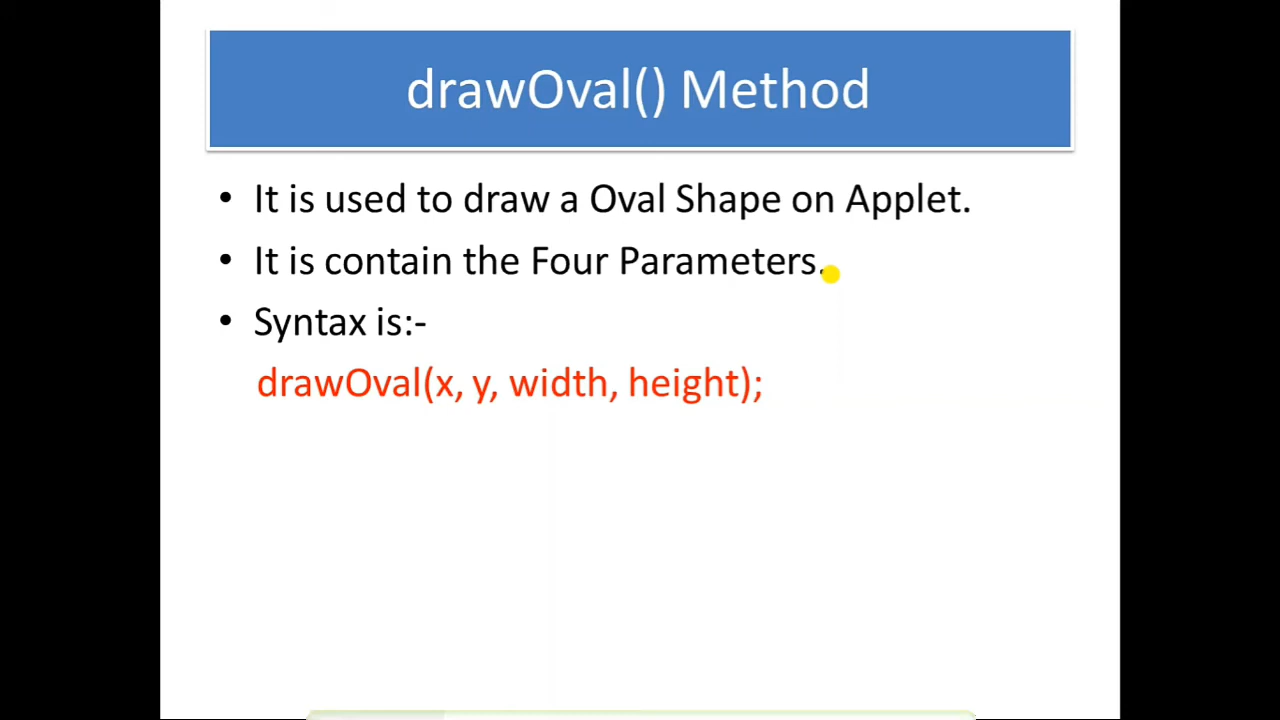 drawOval() Method
• It is used to draw a Oval Shape on Applet.
• It is contain the Four Parameters.
• Syntax is:-
drawOval(x, y, width, height);